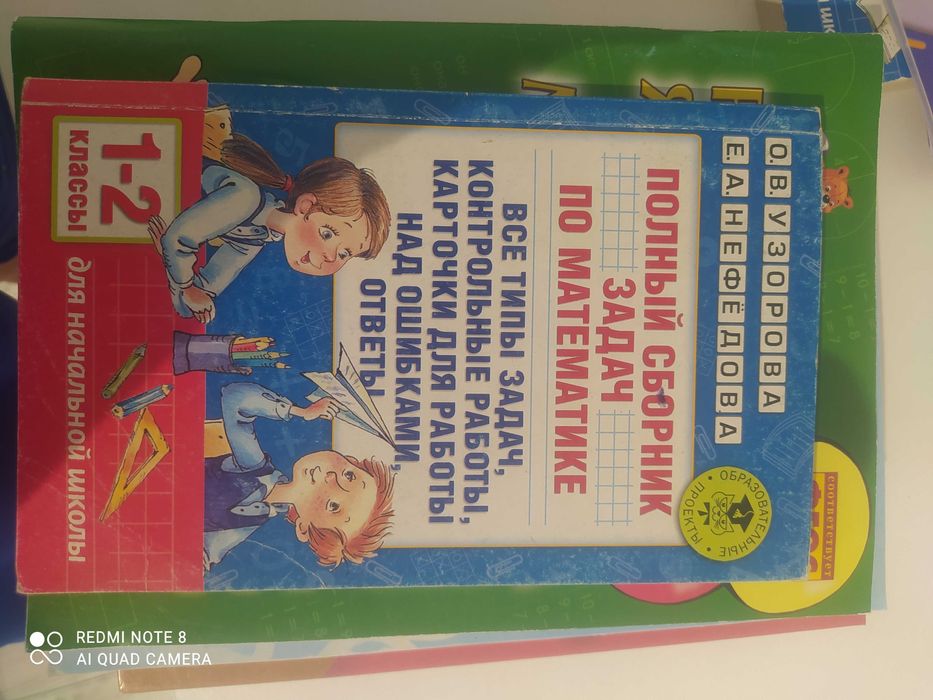 О.В. УЗОРОВА
Е.А. НЕФЁДОВА
ПОЛНЫЙ СБОРНИК
ЗАДАЧ
ПО МАТЕМАТИКЕ
ВСЕ ТИПЫ ЗАДАЧ,
КОНТРОЛЬНЫЕ РАБОТЫ,
КАРТОЧКИ ДЛЯ РАБОТЫ
НАД ОШИБКАМИ,
ОТВЕТЫ
ОБРАЗОВАТЕЛЬНЫЕ
ПРОЕКТЫ
1-2
классы
для начальной школы
соответствует
REDMI NOTE 8
AI QUAD CAMERA